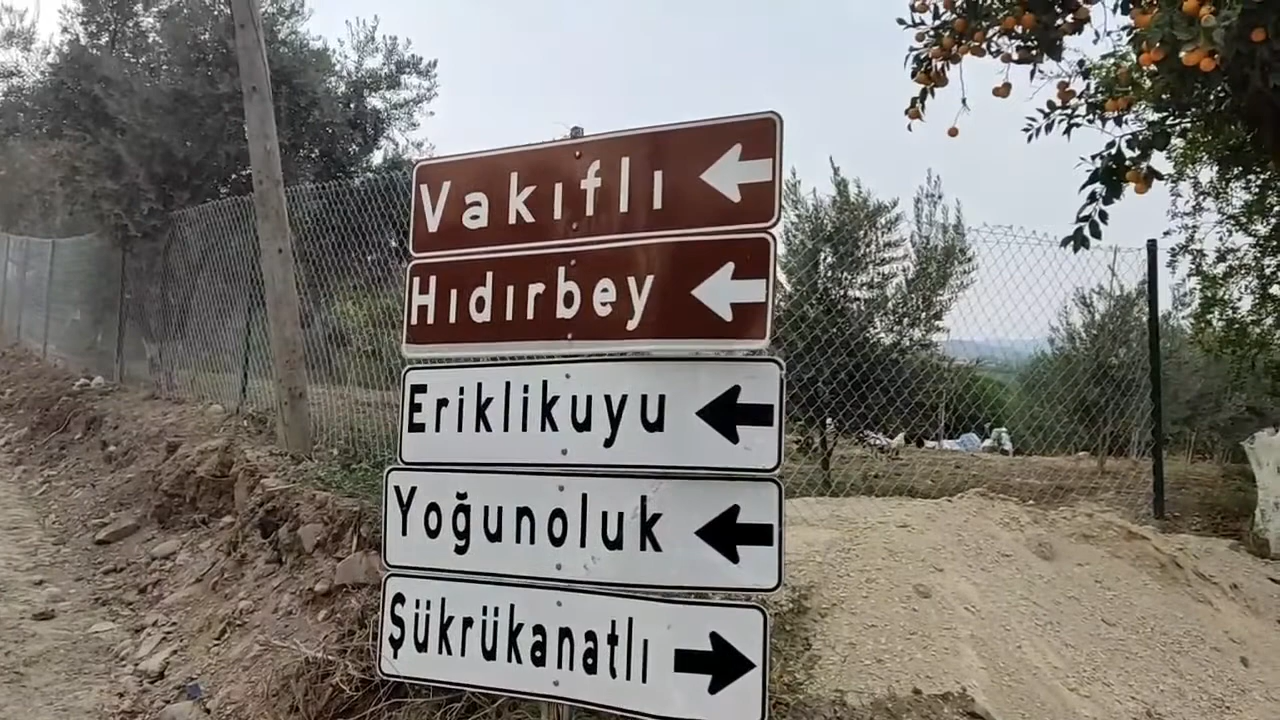 Vakıflı
Hıdırbey
Eriklikuyu
Yoğunoluk
Şükrükanatlı